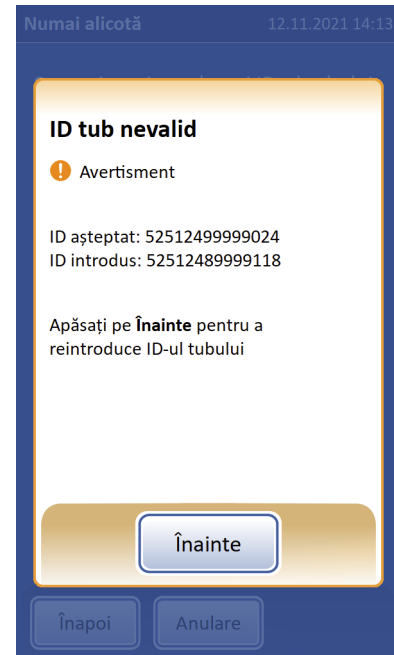 Numai alicotă 12.11.2021 14:13
ID tub nevalid
Avertisment
ID așteptat: 52512499999024
ID introdus: 52512489999118
Apăsați pe Înainte pentru a
reintroduce ID-ul tubului
Înainte
Înapoi Anulare